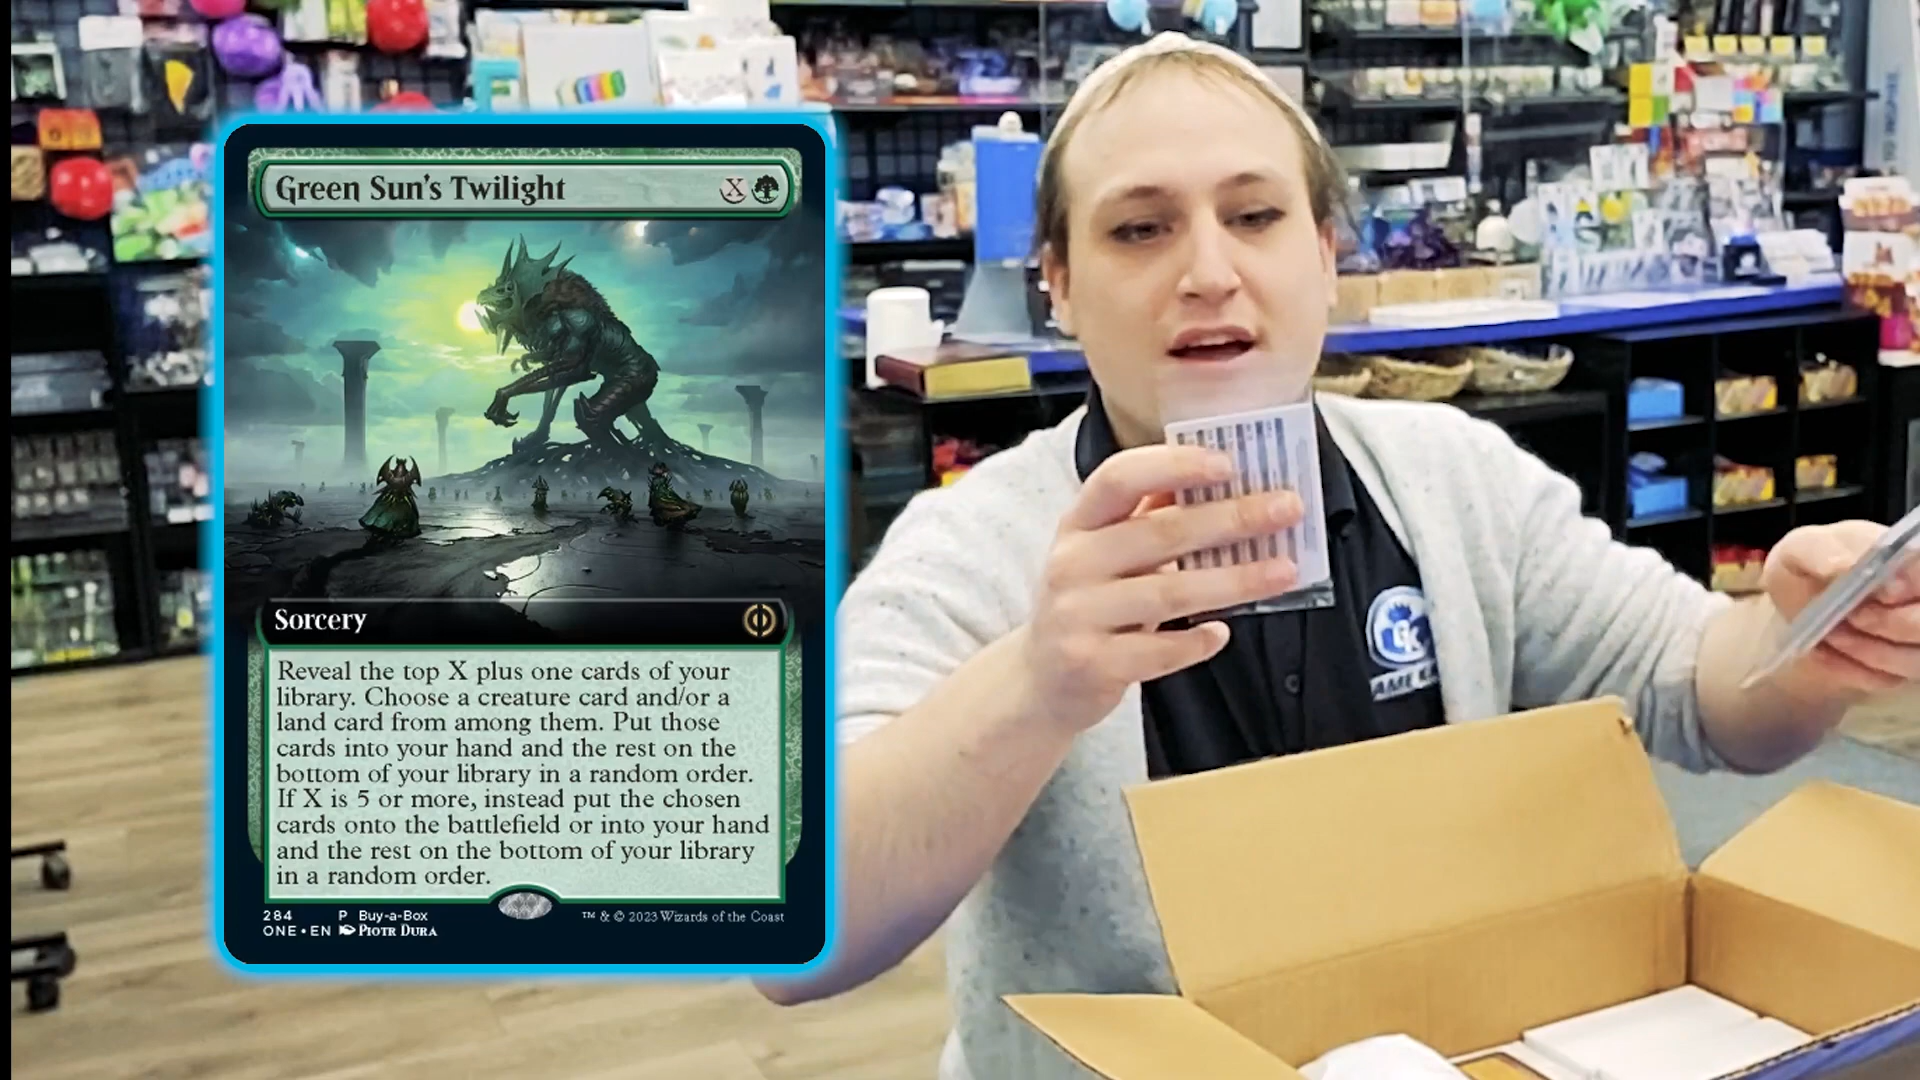 Green Sun's Twilight
X
Sorcery
Reveal the top X plus one cards of your
library. Choose a creature card and/or a
land card from among them. Put those
cards into your hand and the rest on the
bottom of your library in a random order.
If X is 5 or more, instead put the chosen
cards onto the battlefield or into your hand
and the rest on the bottom of your library
in a random order.
284 P Buy-a-Box
ONE • EN Piotr Dura
™ & © 2023 Wizards of the Coast
GK